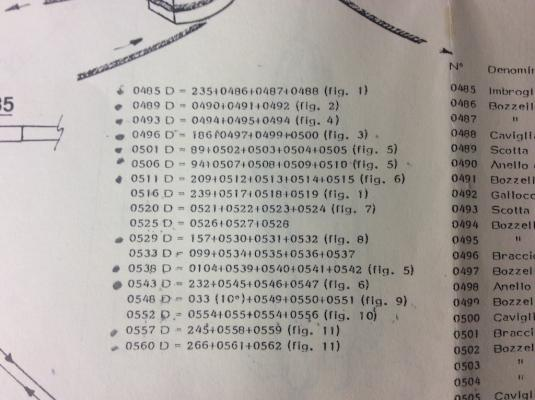 35
0485 D = 235+0486+0487+0488 (fig. 1)
0489 D = 0490+0491+0492 (fig. 2)
0493 D = 0494+0495+0494 (fig. 4)
0496 D = 186+0497+0499+0500 (fig. 3)
0501 D = 89+0502+0503+0504+0505 (fig. 5)
0506 D = 94+0507+0508+0509+0510 (fig. 5)
0511 D = 209+0512+0513+0514+0515 (fig. 6)
0516 D = 239+0517+0518+0519 (fig. 1)
0520 D = 0521+0522+0523+0524 (fig. 7)
0525 D = 0526+0527+0528
0529 D = 157+0530+0531+0532 (fig. 8)
0533 D = 099+0534+0535+0536+0537
0538 D = 0104+0539+0540+0541+0542 (fig. 5)
0543 D = 232+0545+0546+0547 (fig. 6)
0548 D = 033 (10°)+0549+0550+0551 (fig. 9)
0552 D = 0554+055+0554+0556 (fig. 10)
0557 D = 245+0558+0559 (fig. 11)
0560 D = 266+0561+0562 (fig. 11)
N° Denomin
0485 Imbrogli
0486 Bozzell
0487 "
0488 Caviglia
0489 Scotta
0490 Anello
0491 Bozzell
0492 Gallocc
0493 Scotta
0494 Bozzell
0495 "
0496 Braccio
0497 Bozzel
0498 Anello
0499 Bozzel
0500 Cavigl
0501 Bracci
0502 Bozzel
0503 "
0504 "
0505 Cavigl